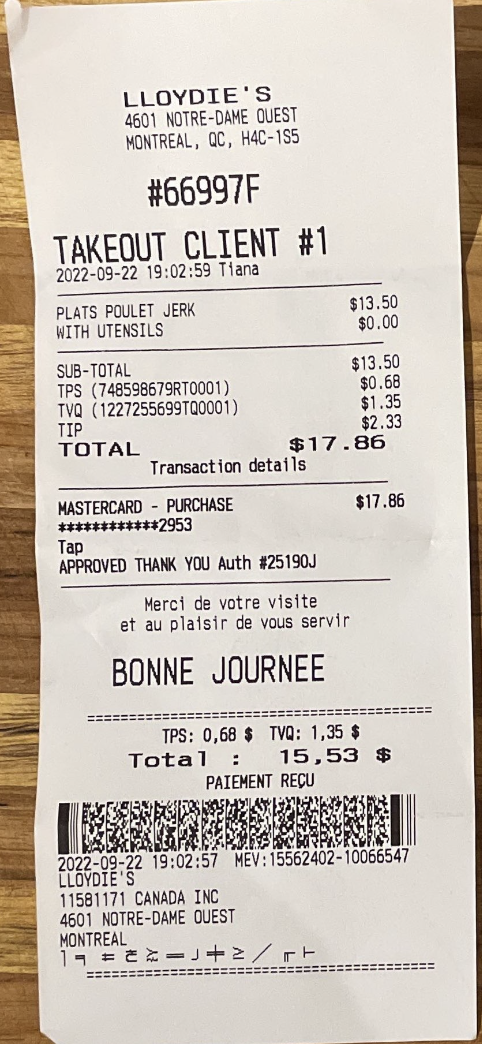 LLOYDIE'S
4601 NOTRE-DAME OUEST
MONTREAL, QC, H4C-1S5
#66997F
TAKEOUT CLIENT #1
2022-09-22 19:02:59 Tiana
PLATS POULET JERK $13.50
WITH UTENSILS $0.00
SUB-TOTAL $13.50
TPS (748598679RT0001) $0.68
TVQ (1227255699TQ0001) $1.35
TIP $2.33
TOTAL $17.86
Transaction details
MASTERCARD - PURCHASE $17.86
************2953
Tap
APPROVED THANK YOU Auth #25190J
Merci de votre visite
et au plaisir de vous servir
BONNE JOURNEE
TPS: 0,68 $ TVQ: 1,35 $
Total : 15,53 $
PAIEMENT REÇU
2022-09-22 19:02:57 MEV:15562402-10066547
LLOYDIE'S
11581171 CANADA INC
4601 NOTRE-DAME OUEST
MONTREAL